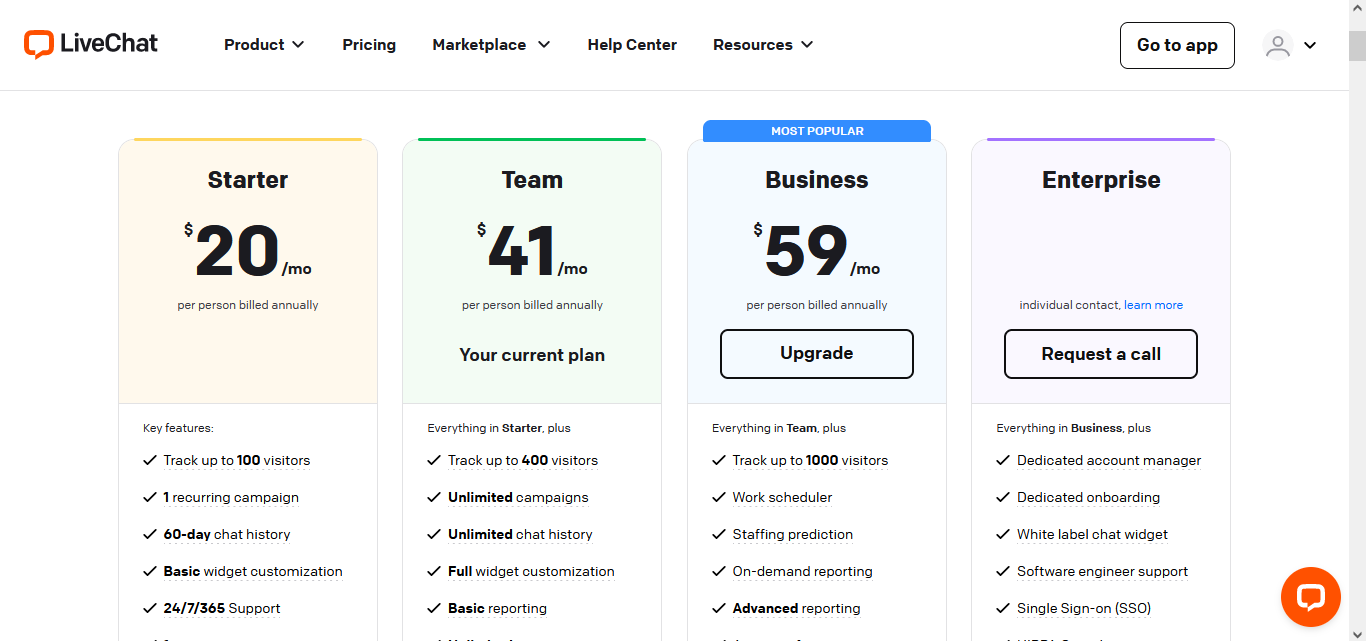 LiveChat
Product
Pricing
Marketplace
Help Center
Resources
Go to app
Starter
$20/mo
per person billed annually
Key features:
Track up to 100 visitors
1 recurring campaign
60-day chat history
Basic widget customization
24/7/365 Support
Team
$41/mo
per person billed annually
Your current plan
Everything in Starter, plus
Track up to 400 visitors
Unlimited campaigns
Unlimited chat history
Full widget customization
Basic reporting
MOST POPULAR
Business
$59/mo
per person billed annually
Upgrade
Everything in Team, plus
Track up to 1000 visitors
Work scheduler
Staffing prediction
On-demand reporting
Advanced reporting
Enterprise
individual contact, learn more
Request a call
Everything in Business, plus
Dedicated account manager
Dedicated onboarding
White label chat widget
Software engineer support
Single Sign-on (SSO)